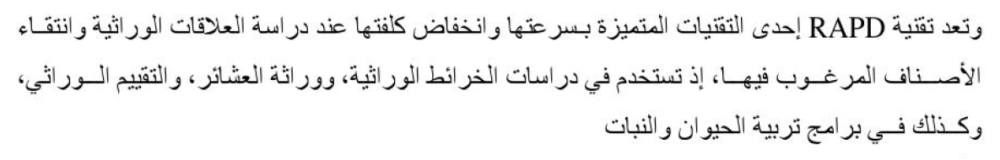 وتعد تقنية RAPD إحدى التقنيات المتميزة بسرعتها وانخفاض كلفتها عند دراسة العلاقات الوراثية وانتقاء
الأصناف المرغوب فيها، إذ تستخدم في دراسات الخرائط الوراثية، ووراثة العشائر، والتقييم الوراثي،
وكذلك في برامج تربية الحيوان والنبات